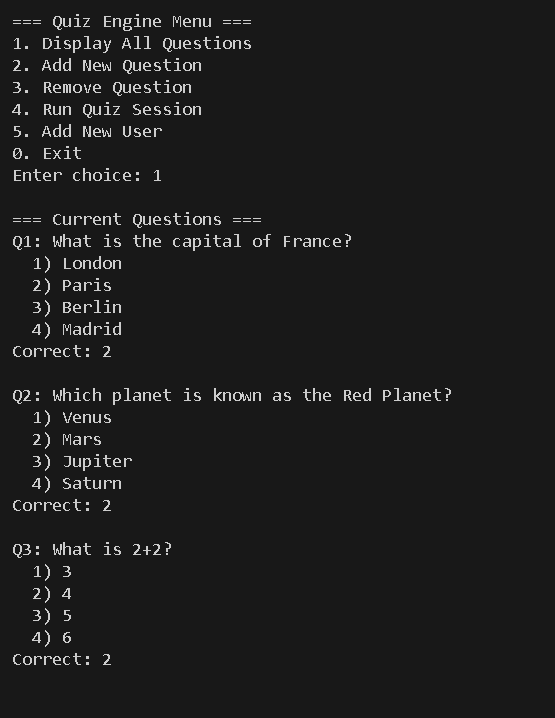 === Quiz Engine Menu ===
1. Display All Questions
2. Add New Question
3. Remove Question
4. Run Quiz Session
5. Add New User
0. Exit
Enter choice: 1

=== Current Questions ===
Q1: What is the capital of France?
  1) London
  2) Paris
  3) Berlin
  4) Madrid
Correct: 2

Q2: Which planet is known as the Red Planet?
  1) Venus
  2) Mars
  3) Jupiter
  4) Saturn
Correct: 2

Q3: What is 2+2?
  1) 3
  2) 4
  3) 5
  4) 6
Correct: 2